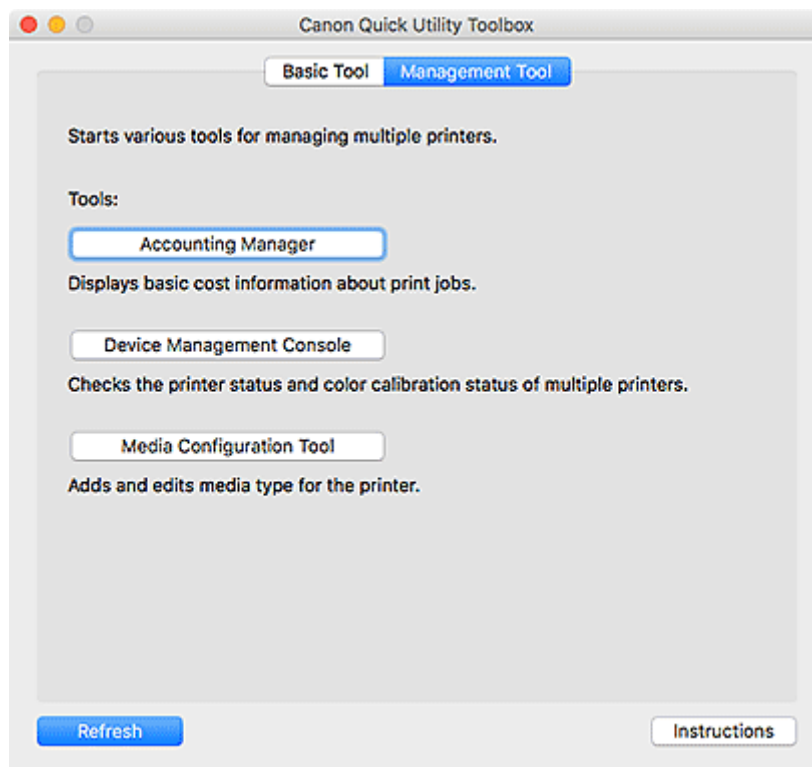 Canon Quick Utility Toolbox
Basic Tool Management Tool
Starts various tools for managing multiple printers.
Tools:
Accounting Manager
Displays basic cost information about print jobs.
Device Management Console
Checks the printer status and color calibration status of multiple printers.
Media Configuration Tool
Adds and edits media type for the printer.
Refresh Instructions